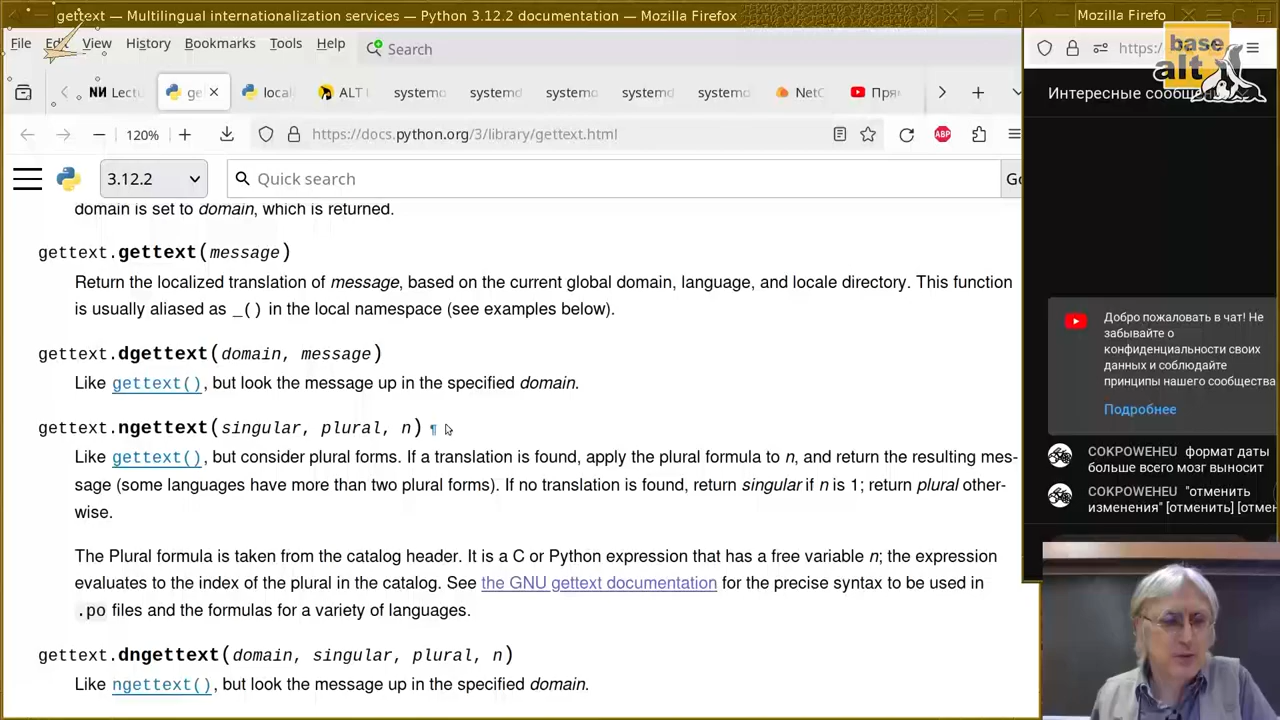 gettext — Multilingual internationalization services — Python 3.12.2 documentation — Mozilla Firefox
Mozilla Firefo
File Edit View History Bookmarks Tools Help
Search
https:/
base
alt
Lectu
ge
local
ALT
systemd
systemd
systemd
systemd
systemd
NetC
Пря
Интересные сообщен
120%
https://docs.python.org/3/library/gettext.html
ABP
3.12.2
Quick search
Go
domain is set to domain, which is returned.
gettext.gettext(message)
Return the localized translation of message, based on the current global domain, language, and locale directory. This function
is usually aliased as _() in the local namespace (see examples below).
gettext.dgettext(domain, message)
Like gettext(), but look the message up in the specified domain.
gettext.ngettext(singular, plural, n) ¶
Like gettext(), but consider plural forms. If a translation is found, apply the plural formula to n, and return the resulting mes-
sage (some languages have more than two plural forms). If no translation is found, return singular if n is 1; return plural other-
wise.
The Plural formula is taken from the catalog header. It is a C or Python expression that has a free variable n; the expression
evaluates to the index of the plural in the catalog. See the GNU gettext documentation for the precise syntax to be used in
.po files and the formulas for a variety of languages.
gettext.dngettext(domain, singular, plural, n)
Like ngettext(), but look the message up in the specified domain.
Добро пожаловать в чат! Не
забывайте о
конфиденциальности своих
данных и соблюдайте
принципы нашего сообщества
Подробнее
COKPOWEHEU формат даты
больше всего мозг выносит
COKPOWEHEU "отменить
изменения" [отменить] [отмен